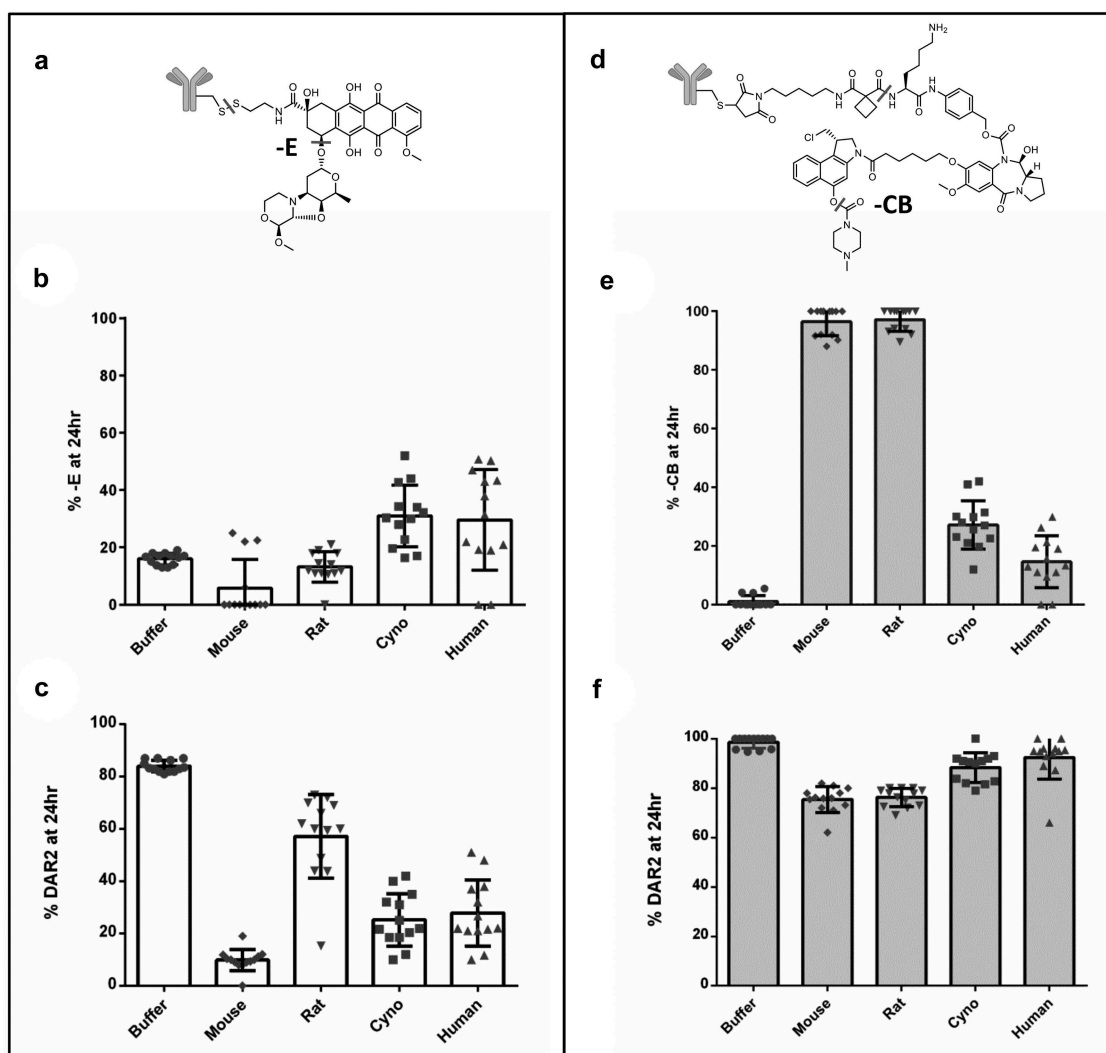 a
S
S
N
H
O
OH
OH
O
OH
O
O
O
-E
O
O
N
O
O
O
O
b
% -E at 24hr
100
80
60
40
20
0
Buffer
Mouse
Rat
Cyno
Human
c
% DAR2 at 24hr
100
80
60
40
20
0
Buffer
Mouse
Rat
Cyno
Human
d
NH2
S
O
N
O
H
N
O
O
N
H
O
H
N
O
O
Cl
N
O
O
O
N
OH
H
N
O
O
O
O
-CB
N
N
e
% -CB at 24hr
100
80
60
40
20
0
Buffer
Mouse
Rat
Cyno
Human
f
% DAR2 at 24hr
100
80
60
40
20
0
Buffer
Mouse
Rat
Cyno
Human